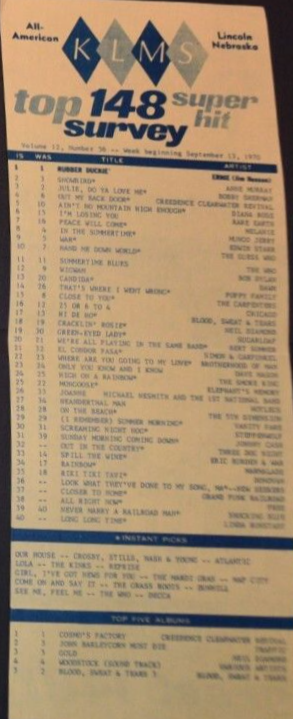 All-
American
KLMS
Lincoln
Nebraska
top 148 super
hit
survey
Volume 12, Number 36 -- Week beginning September 13, 1970
IS WAS TITLE ARTIST
1 1 RUBBER DUCKIE ERNIE (Jim Henson)
2 3 SNOWBIRD* ANNE MURRAY
3 2 JULIE, DO YA LOVE ME* BOBBY SHERMAN
4 6 OUT MY BACK DOOR* CREEDENCE CLEARWATER REVIVAL
5 10 AIN'T NO MOUNTAIN HIGH ENOUGH* DIANA ROSS
6 15 I'M LOSING YOU RARE EARTH
7 16 PEACE WILL COME* MELANIE
8 4 IN THE SUMMERTIME* MUNGO JERRY
9 5 WAR* EDWIN STARR
10 7 HAND ME DOWN WORLD* THE GUESS WHO
11 11 SUMMERTIME BLUES THE WHO
12 9 WIGWAM BOB DYLAN
13 20 CANDIDA* DAWN
14 26 THAT'S WHERE I WENT WRONG* POPPY FAMILY
15 8 CLOSE TO YOU* THE CARPENTERS
16 12 25 OR 6 TO 4 CHICAGO
17 13 HI DE HO* BLOOD, SWEAT & TEARS
18 19 CRACKLIN' ROSIE* NEIL DIAMOND
19 30 GREEN-EYED LADY* SUGARLOAF
20 21 WE'RE ALL PLAYING IN THE SAME BAND* BERT SOMMER
21 32 EL CONDOR PASA* SIMON & GARFUNKEL
22 23 WHERE ARE YOU GOING TO MY LOVE* BROTHERHOOD OF MAN
23 24 ONLY YOU KNOW AND I KNOW DAVE MASON
24 25 HIGH ON A RAINBOW* THE SMOKE RING
25 22 MONGOOSE* ELEPHANT'S MEMORY
26 33 JOANNE MICHAEL NESMITH AND THE 1ST NATIONAL BAND
27 34 NEANDERTHAL MAN HOTLEGS
28 28 ON THE BEACH* THE 5TH DIMENSION
29 29 (I REMEMBER) SUMMER MORNING* VANITY FARE
30 31 SCREAMING NIGHT HOG* STEPPENWOLF
31 39 SUNDAY MORNING COMING DOWN* JOHNNY CASH
32 -- OUT IN THE COUNTRY* THREE DOG NIGHT
33 14 SPILL THE WINE* ERIC BURDON & WAR
34 17 RAINBOW* MARMALADE
35 18 RIKI TIKI TAVI* DONOVAN
36 -- LOOK WHAT THEY'VE DONE TO MY SONG, MA*--NEW SEEKERS
37 -- CLOSER TO HOME* GRAND FUNK RAILROAD
38 -- ALL RIGHT NOW* FREE
39 40 NEVER MARRY A RAILROAD MAN* SHOCKING BLUE
40 -- LONG LONG TIME* LINDA RONSTADT
*INSTANT PICKS
OUR HOUSE -- CROSBY, STILLS, NASH & YOUNG -- ATLANTIC
LOLA -- THE KINKS -- REPRISE
GIRL, I'VE GOT NEWS FOR YOU -- THE MARDI GRAS -- MAP CITY
COME ON AND SAY IT -- THE GRASS ROOTS -- DUNHILL
SEE ME, FEEL ME -- THE WHO -- DECCA
TOP FIVE ALBUMS
1 1 COSMO'S FACTORY CREEDENCE CLEARWATER REVIVAL
2 3 JOHN BARLEYCORN MUST DIE TRAFFIC
3 5 GOLD NEIL DIAMOND
4 4 WOODSTOCK (SOUND TRACK) VARIOUS ARTISTS
5 2 BLOOD, SWEAT & TEARS 3 BLOOD, SWEAT & TEARS